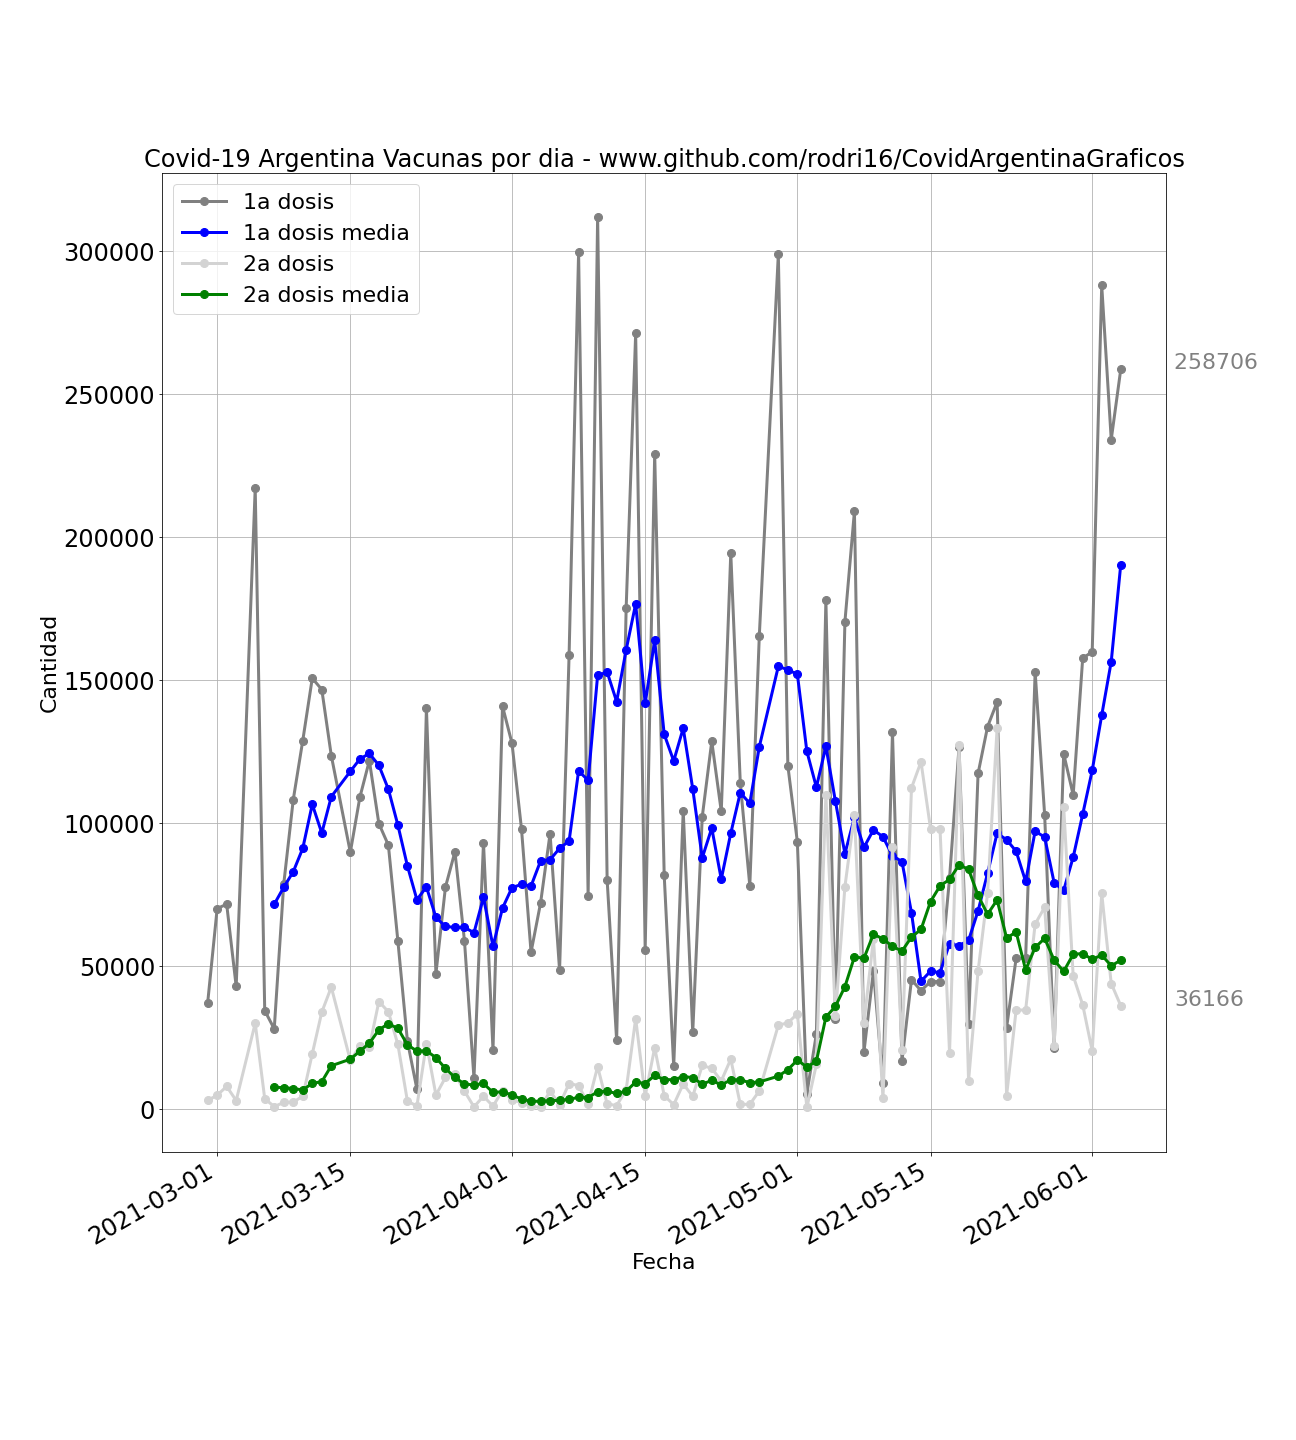 Covid-19 Argentina Vacunas por dia - www.github.com/rodri16/CovidArgentinaGraficos
1a dosis
1a dosis media
2a dosis
2a dosis media
300000
250000
200000
150000
100000
50000
0
Cantidad
258706
36166
2021-03-01
2021-03-15
2021-04-01
2021-04-15
2021-05-01
2021-05-15
2021-06-01
Fecha